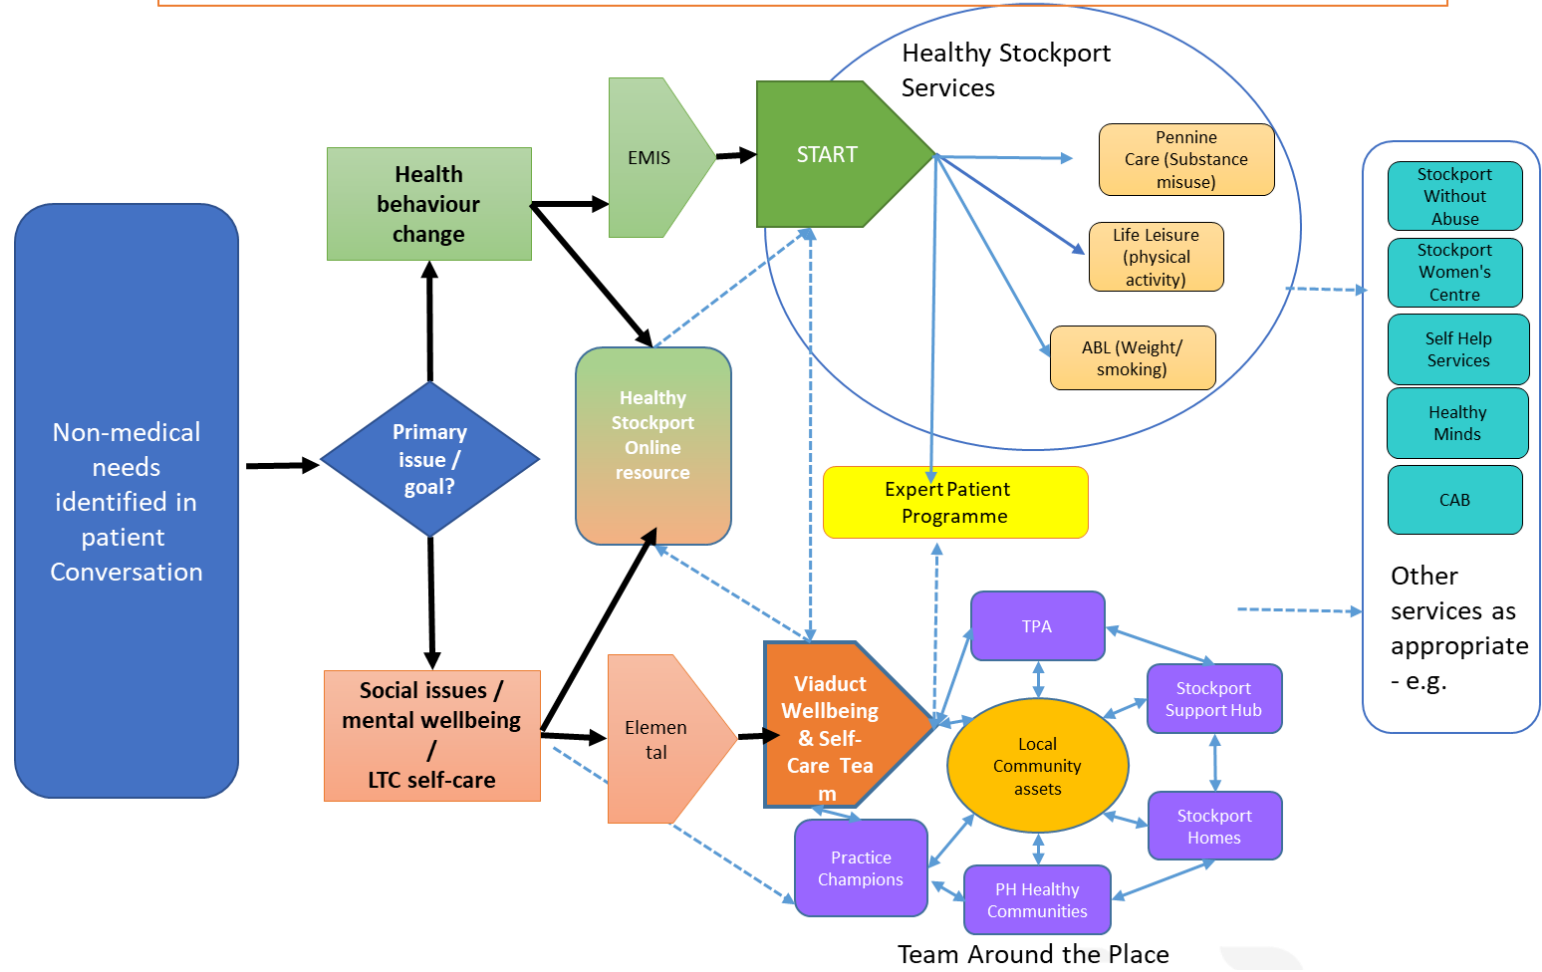 Healthy Stockport
Services
Non-medical
needs
identified in
patient
Conversation
Primary
issue /
goal?
Health
behaviour
change
EMIS
START
Pennine
Care (Substance
misuse)
Life Leisure
(physical
activity)
ABL (Weight/
smoking)
Healthy
Stockport
Online
resource
Expert Patient
Programme
Social issues /
mental wellbeing
/
LTC self-care
Elemen
tal
Viaduct
Wellbeing
& Self-
Care Tea
m
TPA
Stockport
Support Hub
Local
Community
assets
Stockport
Homes
Practice
Champions
PH Healthy
Communities
Team Around the Place
Stockport
Without
Abuse
Stockport
Women's
Centre
Self Help
Services
Healthy
Minds
CAB
Other
services as
appropriate
- e.g.